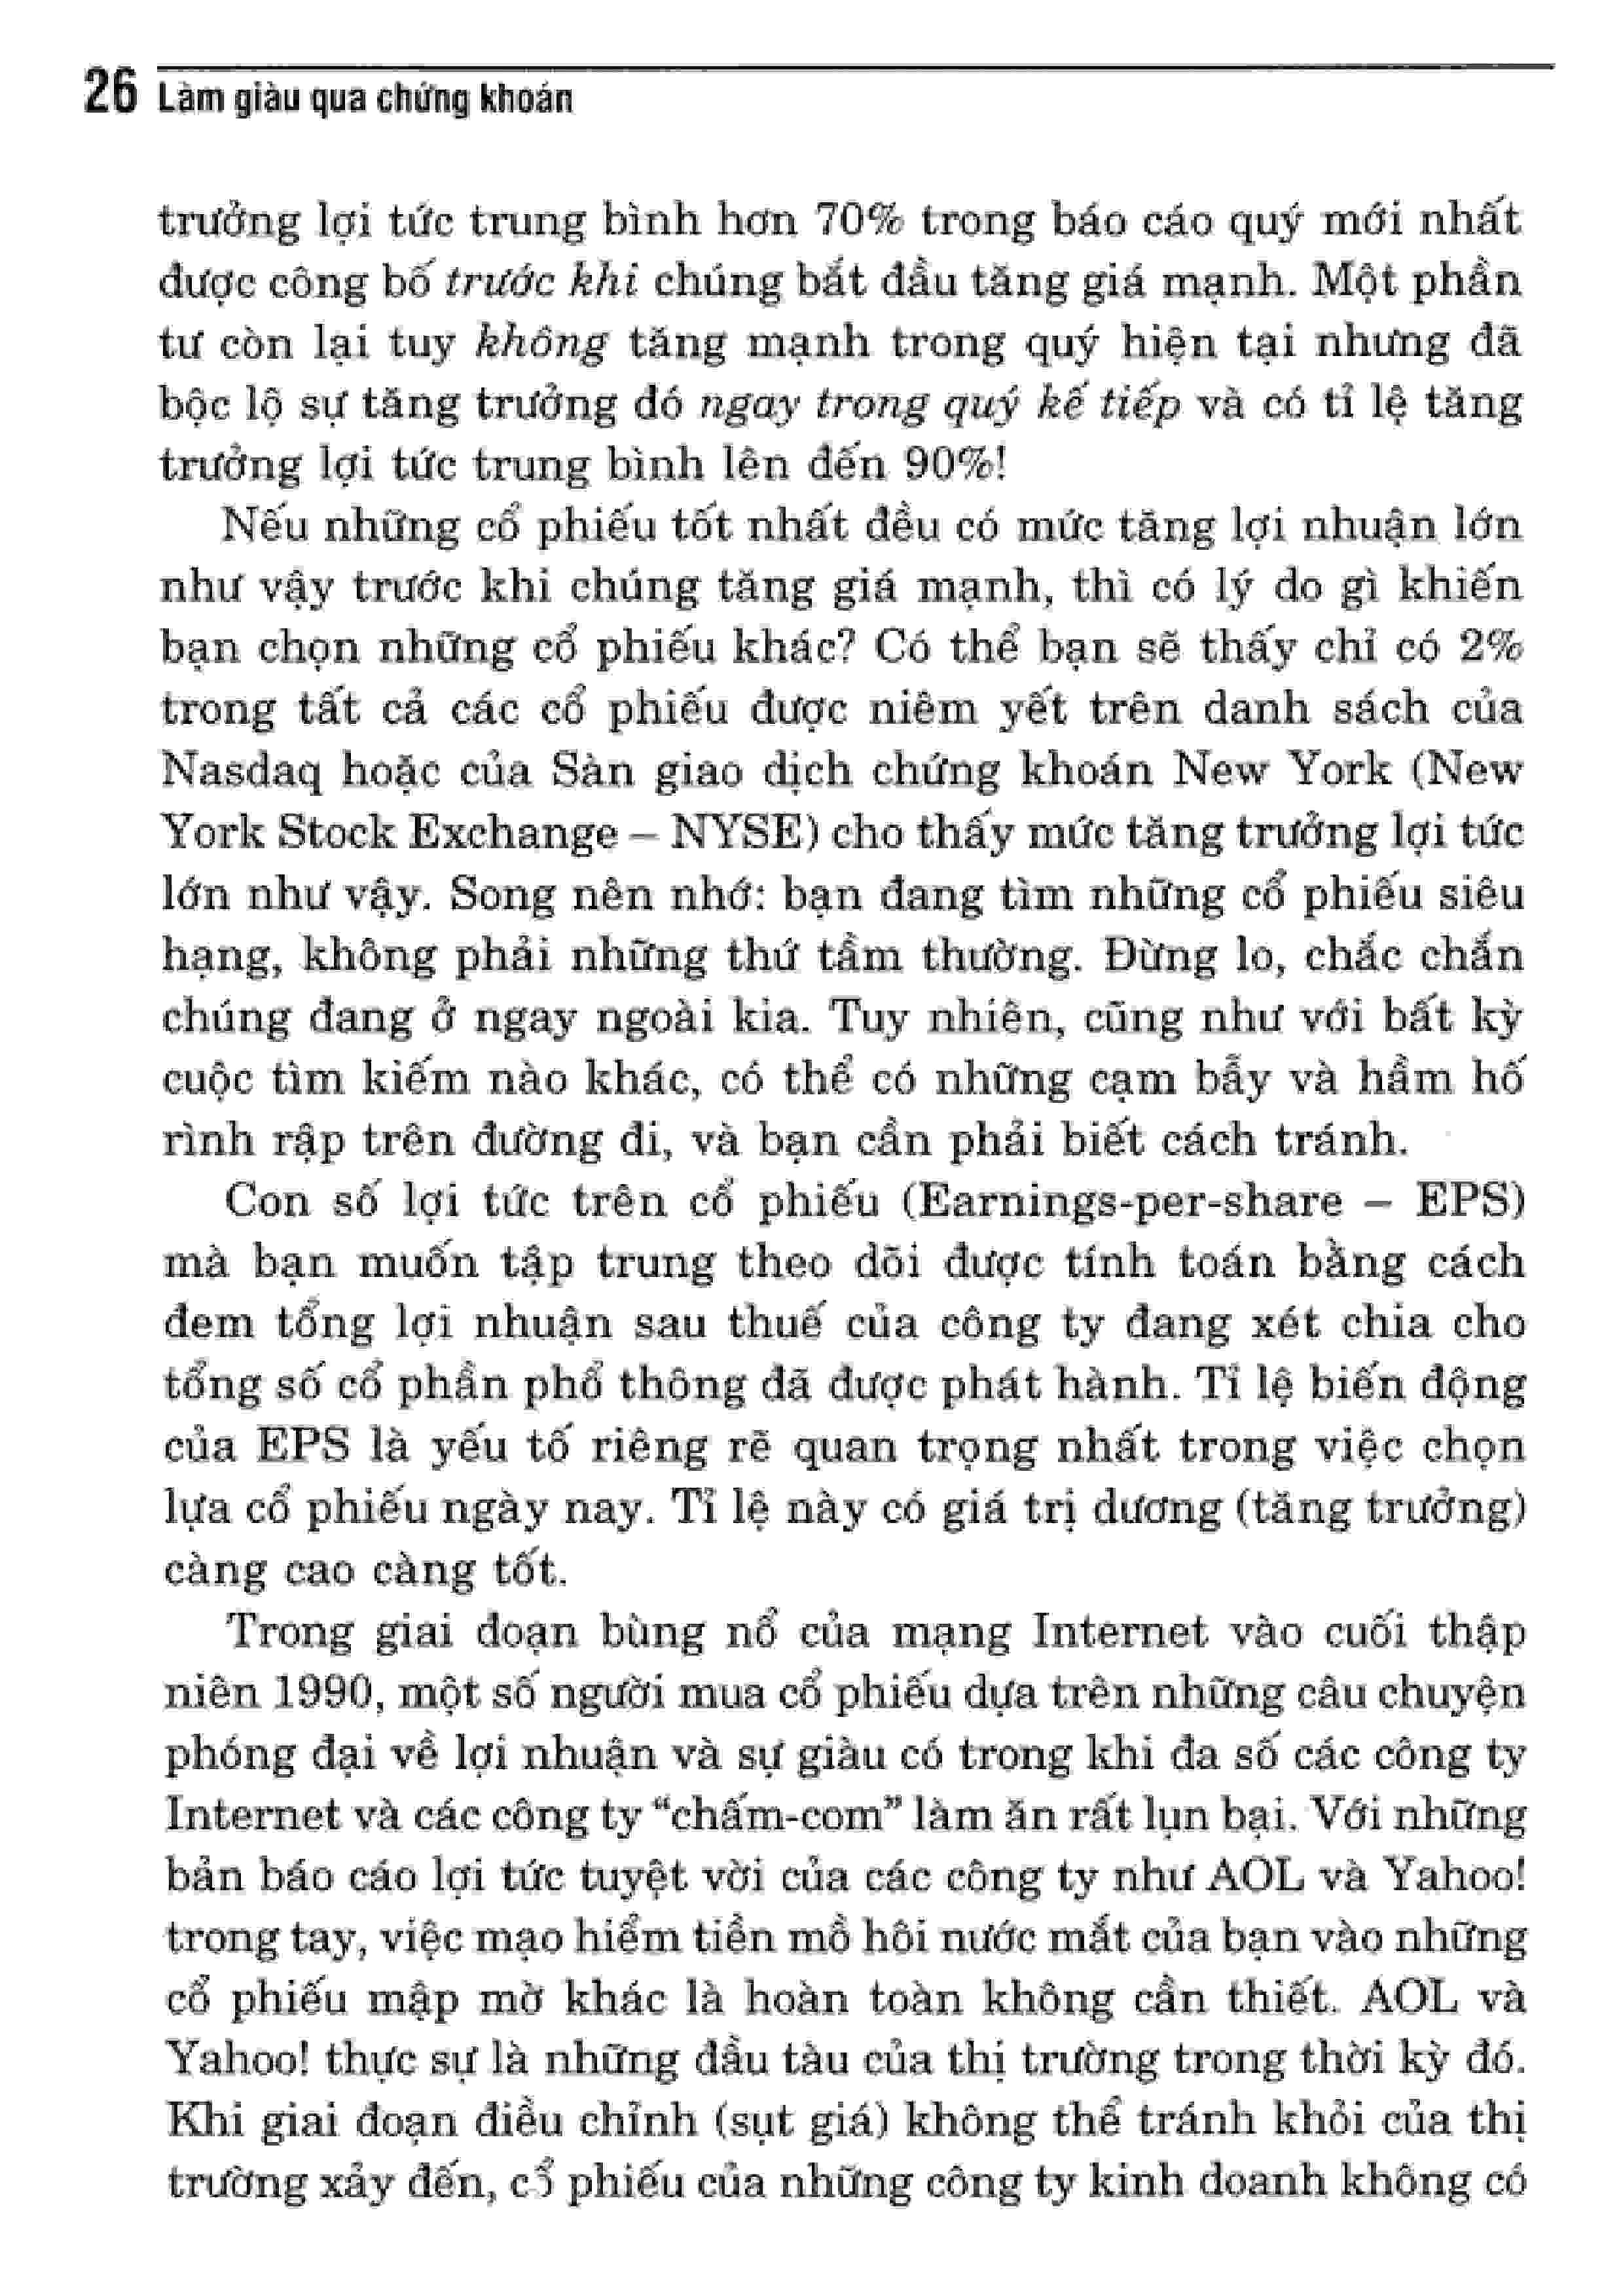 26 Làm giàu qua chứng khoán
trưởng lợi tức trung bình hơn 70% trong báo cáo quý mới nhất
được công bố trước khi chúng bắt đầu tăng giá mạnh. Một phần
tư còn lại tuy không tăng mạnh trong quý hiện tại nhưng đã
bộc lộ sự tăng trưởng đó ngay trong quý kế tiếp và có tỉ lệ tăng
trưởng lợi tức trung bình lên đến 90%!
Nếu những cổ phiếu tốt nhất đều có mức tăng lợi nhuận lớn
như vậy trước khi chúng tăng giá mạnh, thì có lý do gì khiến
bạn chọn những cổ phiếu khác? Có thể bạn sẽ thấy chỉ có 2%
trong tất cả các cổ phiếu được niêm yết trên danh sách của
Nasdaq hoặc của Sàn giao dịch chứng khoán New York (New
York Stock Exchange – NYSE) cho thấy mức tăng trưởng lợi tức
lớn như vậy. Song nên nhớ: bạn đang tìm những cổ phiếu siêu
hạng, không phải những thứ tầm thường. Đừng lo, chắc chắn
chúng đang ở ngay ngoài kia. Tuy nhiên, cũng như với bất kỳ
cuộc tìm kiếm nào khác, có thể có những cạm bẫy và hầm hố
rình rập trên đường đi, và bạn cần phải biết cách tránh.
Con số lợi tức trên cổ phiếu (Earnings-per-share – EPS)
mà bạn muốn tập trung theo dõi được tính toán bằng cách
đem tổng lợi nhuận sau thuế của công ty đang xét chia cho
tổng số cổ phần phổ thông đã được phát hành. Tỉ lệ biến động
của EPS là yếu tố riêng rẽ quan trọng nhất trong việc chọn
lựa cổ phiếu ngày nay. Tỉ lệ này có giá trị dương (tăng trưởng)
càng cao càng tốt.
Trong giai đoạn bùng nổ của mạng Internet vào cuối thập
niên 1990, một số người mua cổ phiếu dựa trên những câu chuyện
phóng đại về lợi nhuận và sự giàu có trong khi đa số các công ty
Internet và các công ty “chấm-com” làm ăn rất lụn bại. Với những
bản báo cáo lợi tức tuyệt vời của các công ty như AOL và Yahoo!
trong tay, việc mạo hiểm tiền mồ hôi nước mắt của bạn vào những
cổ phiếu mập mờ khác là hoàn toàn không cần thiết. AOL và
Yahoo! thực sự là những đầu tàu của thị trường trong thời kỳ đó.
Khi giai đoạn điều chỉnh (sụt giá) không thể tránh khỏi của thị
trường xảy đến, cổ phiếu của những công ty kinh doanh không có